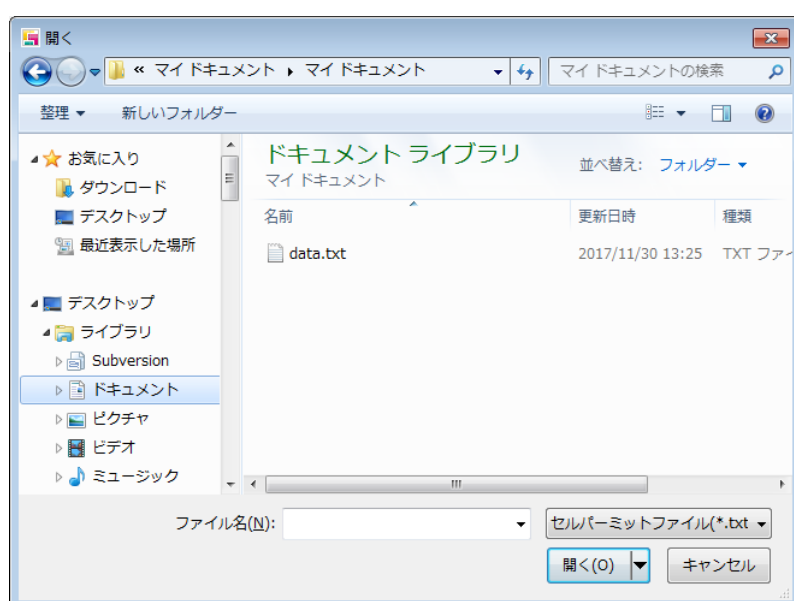 開く
« マイ ドキュメント マイ ドキュメント マイ ドキュメントの検索
整理 新しいフォルダー
お気に入り
ダウンロード
デスクトップ
最近表示した場所
デスクトップ
ライブラリ
Subversion
ドキュメント
ピクチャ
ビデオ
ミュージック
ドキュメント ライブラリ
マイ ドキュメント
並べ替え: フォルダー
名前 更新日時 種類
data.txt 2017/11/30 13:25 TXT ファイ
ファイル名(N): セルパーミットファイル(*.txt
開く(O) キャンセル